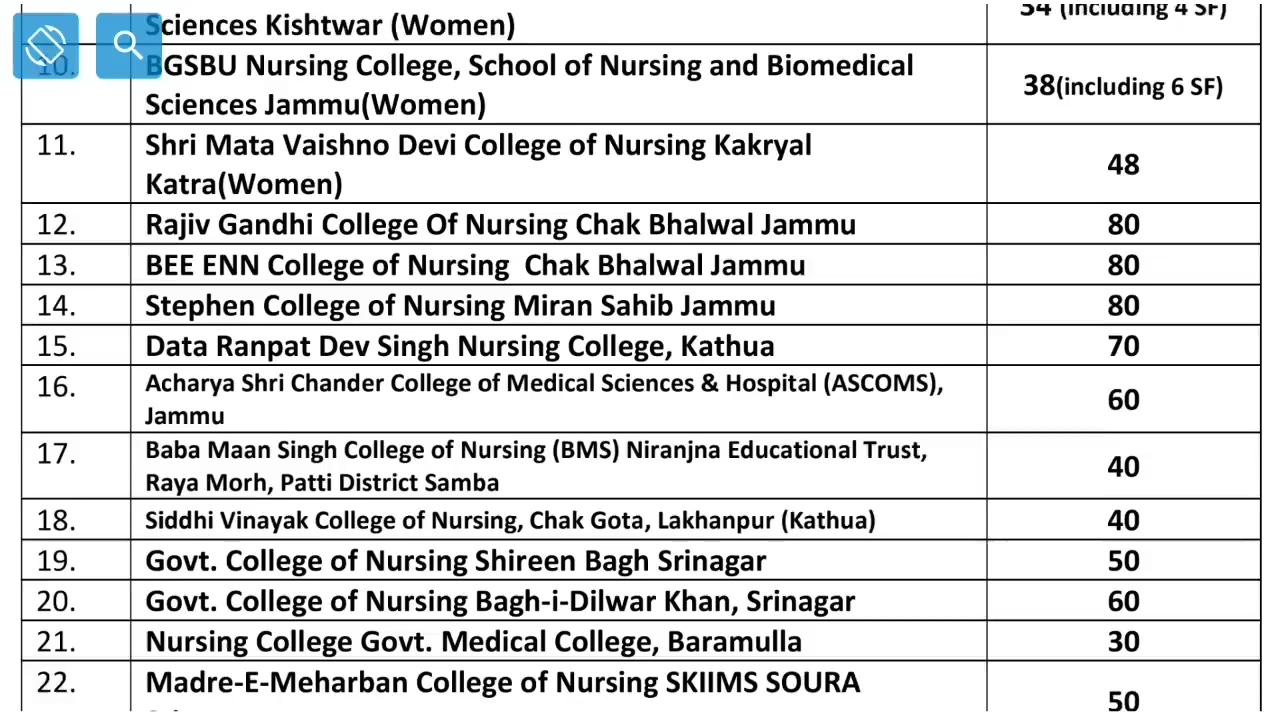 Sciences Kishtwar (Women)
34 (including 4 SF)
10.
BGSBU Nursing College, School of Nursing and Biomedical
Sciences Jammu(Women)
38(including 6 SF)
11.
Shri Mata Vaishno Devi College of Nursing Kakryal
Katra(Women)
48
12.
Rajiv Gandhi College Of Nursing Chak Bhalwal Jammu
80
13.
BEE ENN College of Nursing  Chak Bhalwal Jammu
80
14.
Stephen College of Nursing Miran Sahib Jammu
80
15.
Data Ranpat Dev Singh Nursing College, Kathua
70
16.
Acharya Shri Chander College of Medical Sciences & Hospital (ASCOMS),
Jammu
60
17.
Baba Maan Singh College of Nursing (BMS) Niranjna Educational Trust,
Raya Morh, Patti District Samba
40
18.
Siddhi Vinayak College of Nursing, Chak Gota, Lakhanpur (Kathua)
40
19.
Govt. College of Nursing Shireen Bagh Srinagar
50
20.
Govt. College of Nursing Bagh-i-Dilwar Khan, Srinagar
60
21.
Nursing College Govt. Medical College, Baramulla
30
22.
Madre-E-Meharban College of Nursing SKIIMS SOURA
50